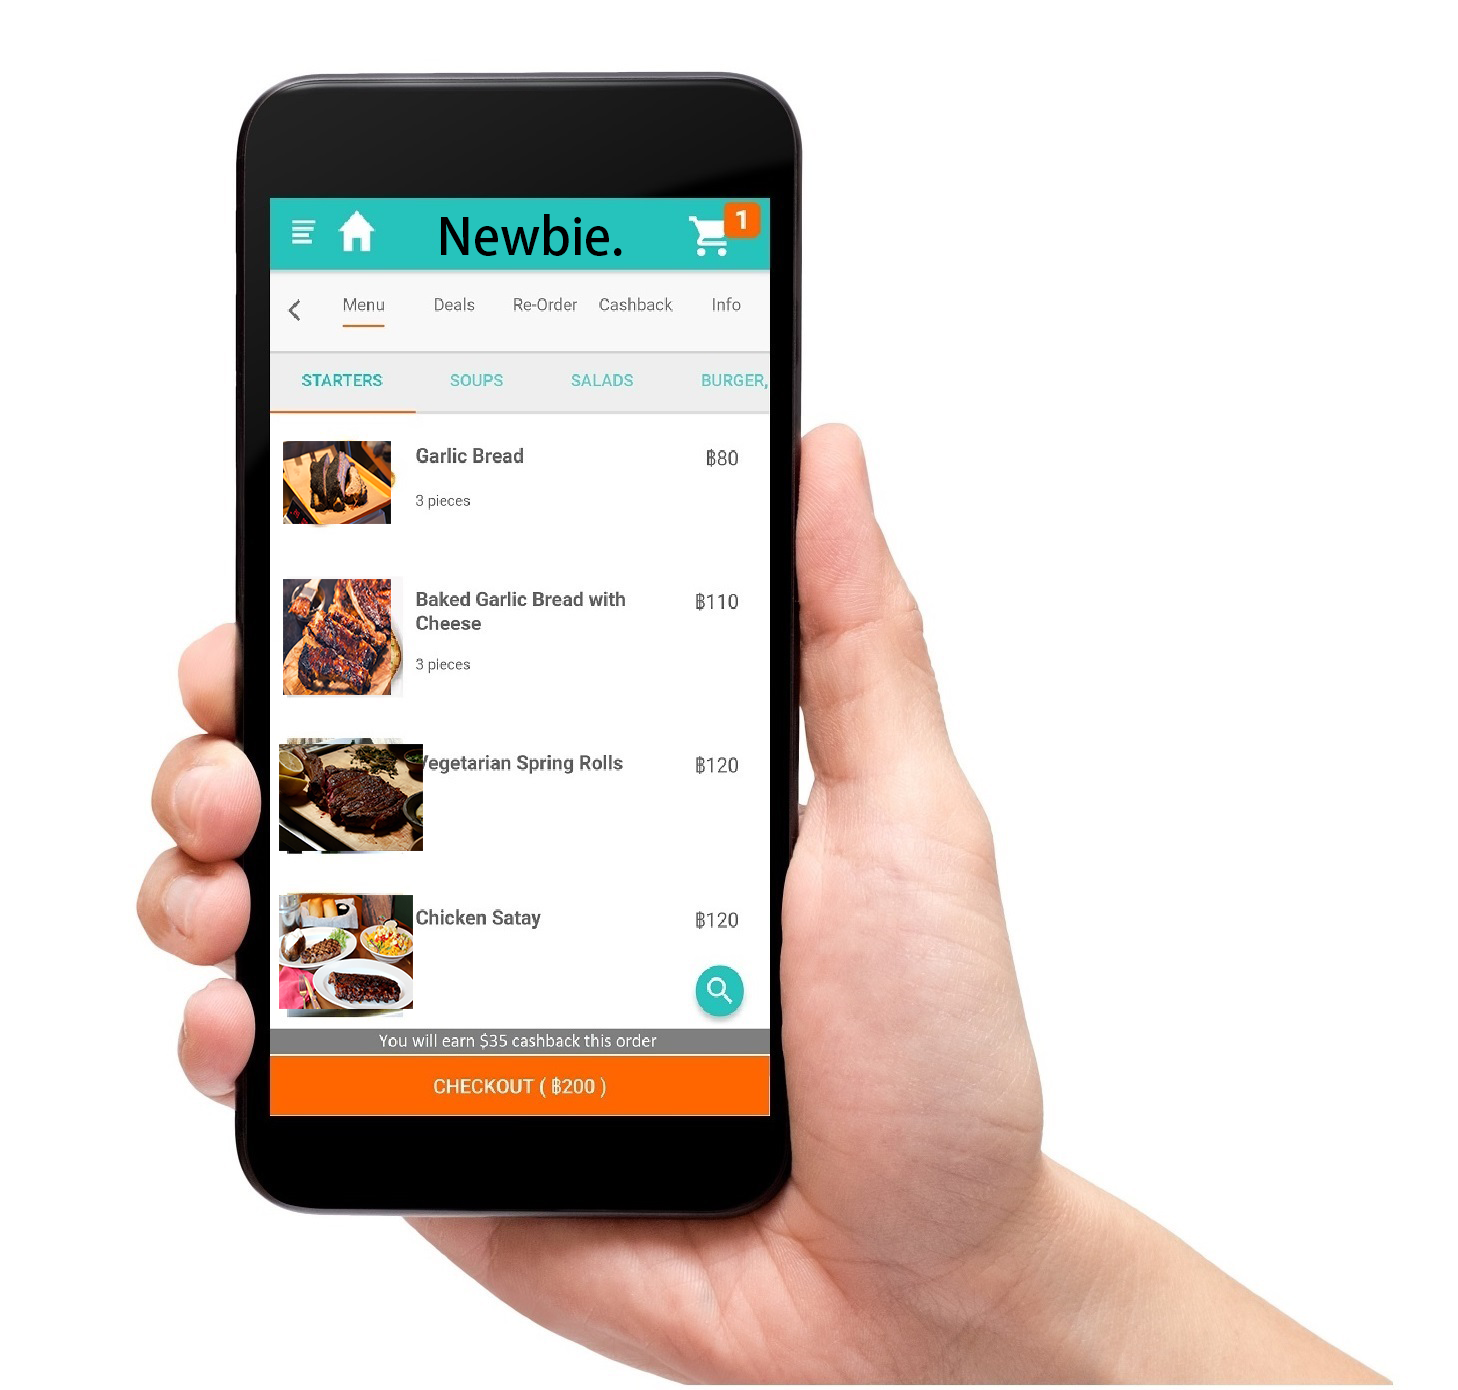 Newbie.
1
Menu Deals Re-Order Cashback Info
STARTERS SOUPS SALADS BURGER,
Garlic Bread ฿80
3 pieces
Baked Garlic Bread with ฿110
Cheese
3 pieces
Vegetarian Spring Rolls ฿120
Chicken Satay ฿120
You will earn $35 cashback this order
CHECKOUT ( ฿200 )